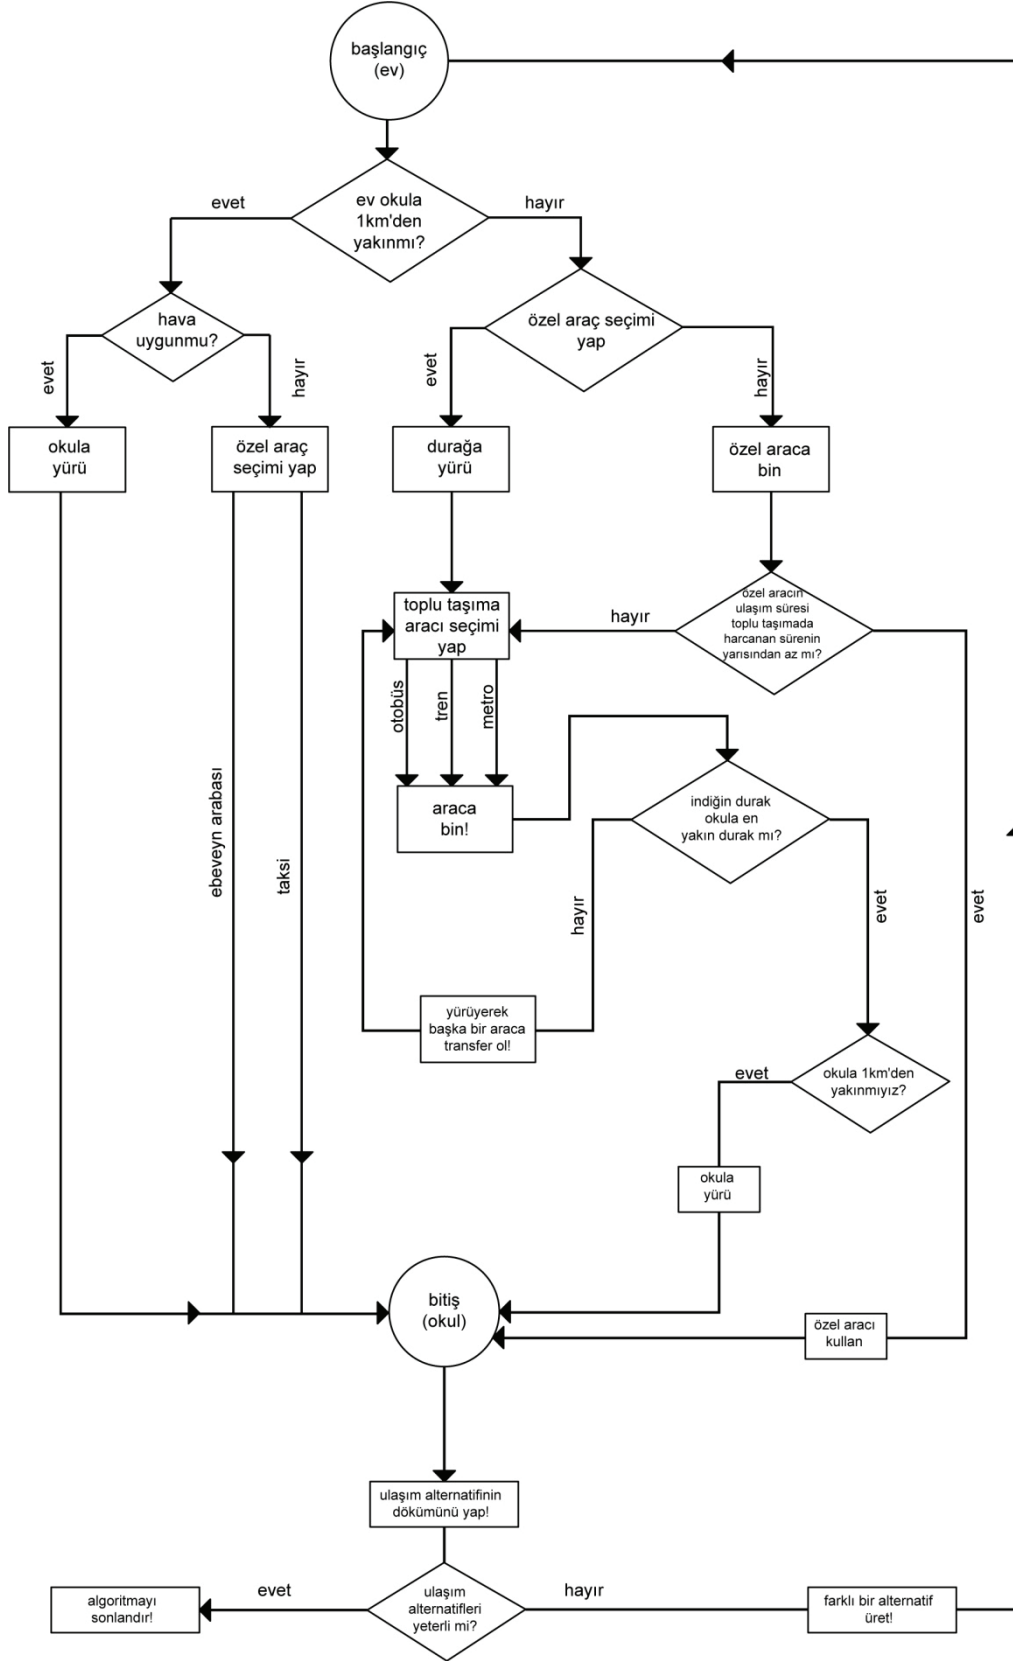 başlangıç
(ev)
ev okula
1km'den
yakınmı?
evet
hayır
hava
uygunmu?
özel araç seçimi
yap
evet
hayır
evet
hayır
okula
yürü
özel araç
seçimi yap
durağa
yürü
özel araca
bin
toplu taşıma
aracı seçimi
yap
hayır
özel aracın
ulaşım süresi
toplu taşımada
harcanan sürenin
yarısından az mı?
otobüs
tren
metro
araca
bin!
indiğin durak
okula en
yakın durak mı?
ebeveyn arabası
taksi
hayır
evet
evet
yürüyerek
başka bir araca
transfer ol!
okula 1km'den
yakınmıyız?
evet
okula
yürü
bitiş
(okul)
özel aracı
kullan
ulaşım alternatifinin
dökümünü yap!
ulaşım
alternatifleri
yeterli mi?
evet
hayır
algoritmayı
sonlandır!
farklı bir alternatif
üret!